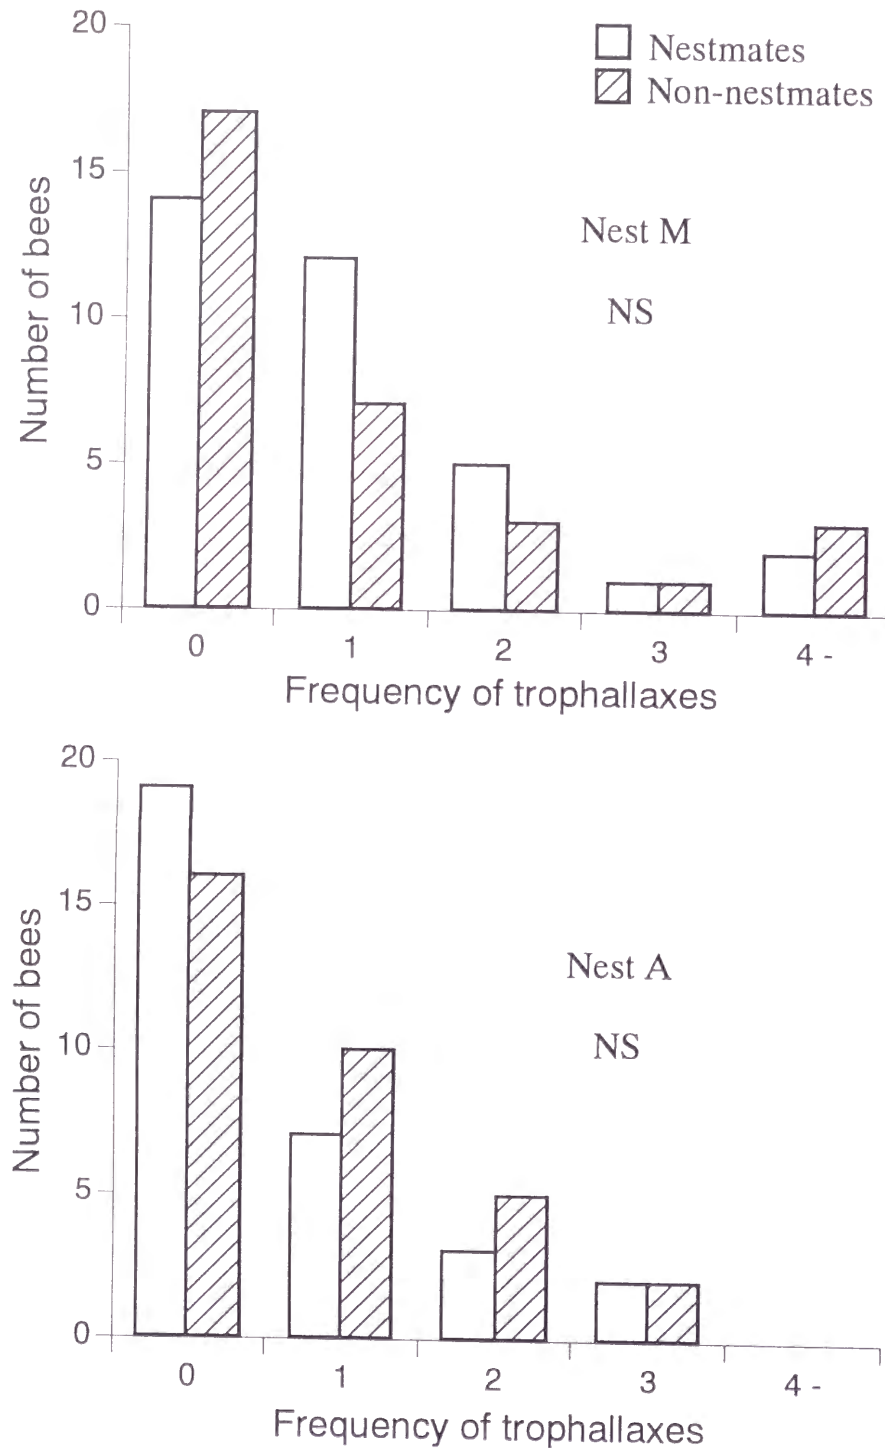 20
Nestmates
Non-nestmates
15
Nest M
10
NS
5
0
Number of bees
0 1 2 3 4 -
Frequency of trophallaxes
20
15
Nest A
10
NS
5
0
Number of bees
0 1 2 3 4 -
Frequency of trophallaxes